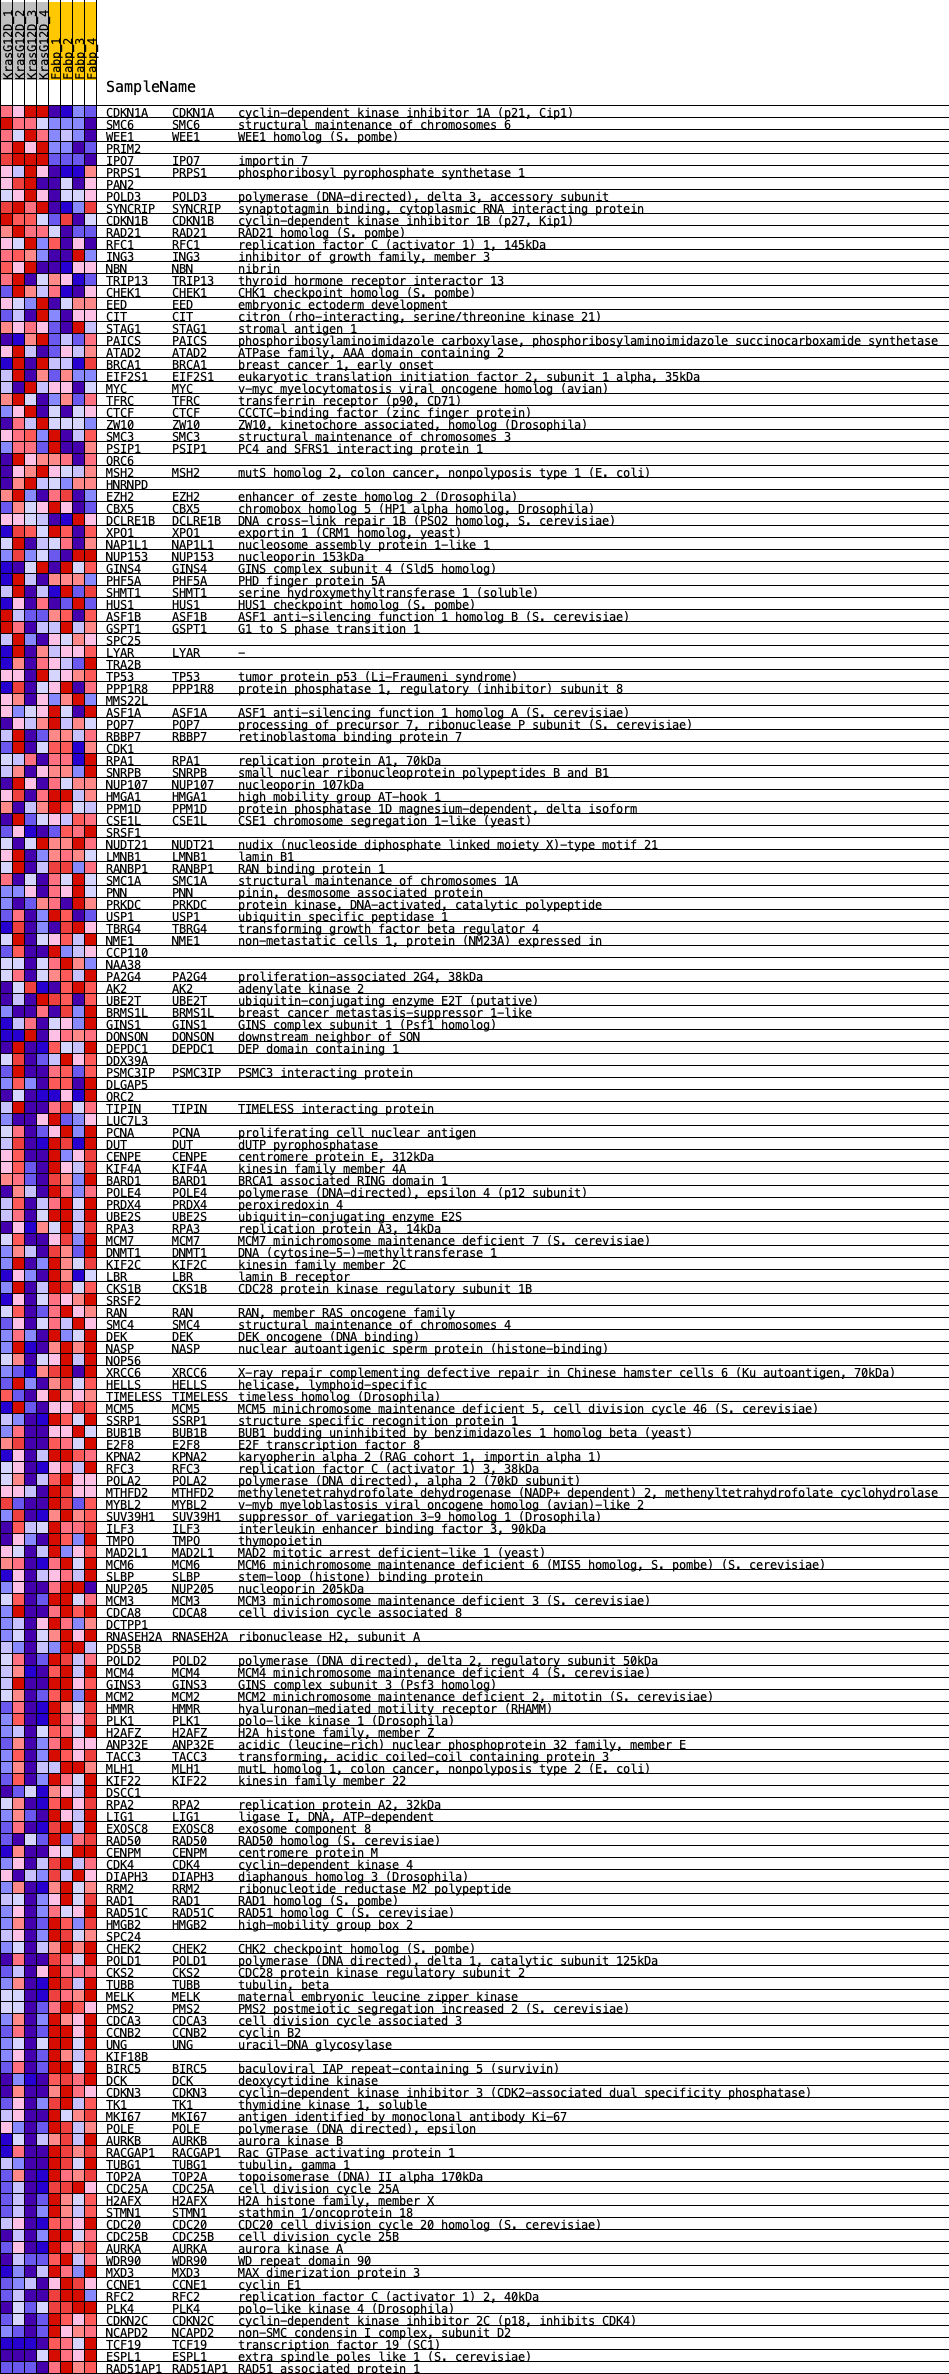 KrasG12D_1
KrasG12D_2
KrasG12D_3
KrasG12D_4
Fabp_1
Fabp_2
Fabp_3
Fabp_4
SampleName
CDKN1A CDKN1A cyclin-dependent kinase inhibitor 1A (p21, Cip1)
SMC6 SMC6 structural maintenance of chromosomes 6
WEE1 WEE1 WEE1 homolog (S. pombe)
PRIM2
IPO7 IPO7 importin 7
PRPS1 PRPS1 phosphoribosyl pyrophosphate synthetase 1
PAN2
POLD3 POLD3 polymerase (DNA-directed), delta 3, accessory subunit
SYNCRIP SYNCRIP synaptotagmin binding, cytoplasmic RNA interacting protein
CDKN1B CDKN1B cyclin-dependent kinase inhibitor 1B (p27, Kip1)
RAD21 RAD21 RAD21 homolog (S. pombe)
RFC1 RFC1 replication factor C (activator 1) 1, 145kDa
ING3 ING3 inhibitor of growth family, member 3
NBN NBN nibrin
TRIP13 TRIP13 thyroid hormone receptor interactor 13
CHEK1 CHEK1 CHK1 checkpoint homolog (S. pombe)
EED EED embryonic ectoderm development
CIT CIT citron (rho-interacting, serine/threonine kinase 21)
STAG1 STAG1 stromal antigen 1
PAICS PAICS phosphoribosylaminoimidazole carboxylase, phosphoribosylaminoimidazole succinocarboxamide synthetase
ATAD2 ATAD2 ATPase family, AAA domain containing 2
BRCA1 BRCA1 breast cancer 1, early onset
EIF2S1 EIF2S1 eukaryotic translation initiation factor 2, subunit 1 alpha, 35kDa
MYC MYC v-myc myelocytomatosis viral oncogene homolog (avian)
TFRC TFRC transferrin receptor (p90, CD71)
CTCF CTCF CCCTC-binding factor (zinc finger protein)
ZW10 ZW10 ZW10, kinetochore associated, homolog (Drosophila)
SMC3 SMC3 structural maintenance of chromosomes 3
PSIP1 PSIP1 PC4 and SFRS1 interacting protein 1
ORC6
MSH2 MSH2 mutS homolog 2, colon cancer, nonpolyposis type 1 (E. coli)
HNRNPD
EZH2 EZH2 enhancer of zeste homolog 2 (Drosophila)
CBX5 CBX5 chromobox homolog 5 (HP1 alpha homolog, Drosophila)
DCLRE1B DCLRE1B DNA cross-link repair 1B (PSO2 homolog, S. cerevisiae)
XPO1 XPO1 exportin 1 (CRM1 homolog, yeast)
NAP1L1 NAP1L1 nucleosome assembly protein 1-like 1
NUP153 NUP153 nucleoporin 153kDa
GINS4 GINS4 GINS complex subunit 4 (Sld5 homolog)
PHF5A PHF5A PHD finger protein 5A
SHMT1 SHMT1 serine hydroxymethyltransferase 1 (soluble)
HUS1 HUS1 HUS1 checkpoint homolog (S. pombe)
ASF1B ASF1B ASF1 anti-silencing function 1 homolog B (S. cerevisiae)
GSPT1 GSPT1 G1 to S phase transition 1
SPC25
LYAR LYAR -
TRA2B
TP53 TP53 tumor protein p53 (Li-Fraumeni syndrome)
PPP1R8 PPP1R8 protein phosphatase 1, regulatory (inhibitor) subunit 8
MMS22L
ASF1A ASF1A ASF1 anti-silencing function 1 homolog A (S. cerevisiae)
POP7 POP7 processing of precursor 7, ribonuclease P subunit (S. cerevisiae)
RBBP7 RBBP7 retinoblastoma binding protein 7
CDK1
RPA1 RPA1 replication protein A1, 70kDa
SNRPB SNRPB small nuclear ribonucleoprotein polypeptides B and B1
NUP107 NUP107 nucleoporin 107kDa
HMGA1 HMGA1 high mobility group AT-hook 1
PPM1D PPM1D protein phosphatase 1D magnesium-dependent, delta isoform
CSE1L CSE1L CSE1 chromosome segregation 1-like (yeast)
SRSF1
NUDT21 NUDT21 nudix (nucleoside diphosphate linked moiety X)-type motif 21
LMNB1 LMNB1 lamin B1
RANBP1 RANBP1 RAN binding protein 1
SMC1A SMC1A structural maintenance of chromosomes 1A
PNN PNN pinin, desmosome associated protein
PRKDC PRKDC protein kinase, DNA-activated, catalytic polypeptide
USP1 USP1 ubiquitin specific peptidase 1
TBRG4 TBRG4 transforming growth factor beta regulator 4
NME1 NME1 non-metastatic cells 1, protein (NM23A) expressed in
CCP110
NAA38
PA2G4 PA2G4 proliferation-associated 2G4, 38kDa
AK2 AK2 adenylate kinase 2
UBE2T UBE2T ubiquitin-conjugating enzyme E2T (putative)
BRMS1L BRMS1L breast cancer metastasis-suppressor 1-like
GINS1 GINS1 GINS complex subunit 1 (Psf1 homolog)
DONSON DONSON downstream neighbor of SON
DEPDC1 DEPDC1 DEP domain containing 1
DDX39A
PSMC3IP PSMC3IP PSMC3 interacting protein
DLGAP5
ORC2
TIPIN TIPIN TIMELESS interacting protein
LUC7L3
PCNA PCNA proliferating cell nuclear antigen
DUT DUT dUTP pyrophosphatase
CENPE CENPE centromere protein E, 312kDa
KIF4A KIF4A kinesin family member 4A
BARD1 BARD1 BRCA1 associated RING domain 1
POLE4 POLE4 polymerase (DNA-directed), epsilon 4 (p12 subunit)
PRDX4 PRDX4 peroxiredoxin 4
UBE2S UBE2S ubiquitin-conjugating enzyme E2S
RPA3 RPA3 replication protein A3, 14kDa
MCM7 MCM7 MCM7 minichromosome maintenance deficient 7 (S. cerevisiae)
DNMT1 DNMT1 DNA (cytosine-5-)-methyltransferase 1
KIF2C KIF2C kinesin family member 2C
LBR LBR lamin B receptor
CKS1B CKS1B CDC28 protein kinase regulatory subunit 1B
SRSF2
RAN RAN RAN, member RAS oncogene family
SMC4 SMC4 structural maintenance of chromosomes 4
DEK DEK DEK oncogene (DNA binding)
NASP NASP nuclear autoantigenic sperm protein (histone-binding)
NOP56
XRCC6 XRCC6 X-ray repair complementing defective repair in Chinese hamster cells 6 (Ku autoantigen, 70kDa)
HELLS HELLS helicase, lymphoid-specific
TIMELESS TIMELESS timeless homolog (Drosophila)
MCM5 MCM5 MCM5 minichromosome maintenance deficient 5, cell division cycle 46 (S. cerevisiae)
SSRP1 SSRP1 structure specific recognition protein 1
BUB1B BUB1B BUB1 budding uninhibited by benzimidazoles 1 homolog beta (yeast)
E2F8 E2F8 E2F transcription factor 8
KPNA2 KPNA2 karyopherin alpha 2 (RAG cohort 1, importin alpha 1)
RFC3 RFC3 replication factor C (activator 1) 3, 38kDa
POLA2 POLA2 polymerase (DNA directed), alpha 2 (70kD subunit)
MTHFD2 MTHFD2 methylenetetrahydrofolate dehydrogenase (NADP+ dependent) 2, methenyltetrahydrofolate cyclohydrolase
MYBL2 MYBL2 v-myb myeloblastosis viral oncogene homolog (avian)-like 2
SUV39H1 SUV39H1 suppressor of variegation 3-9 homolog 1 (Drosophila)
ILF3 ILF3 interleukin enhancer binding factor 3, 90kDa
TMPO TMPO thymopoietin
MAD2L1 MAD2L1 MAD2 mitotic arrest deficient-like 1 (yeast)
MCM6 MCM6 MCM6 minichromosome maintenance deficient 6 (MIS5 homolog, S. pombe) (S. cerevisiae)
SLBP SLBP stem-loop (histone) binding protein
NUP205 NUP205 nucleoporin 205kDa
MCM3 MCM3 MCM3 minichromosome maintenance deficient 3 (S. cerevisiae)
CDCA8 CDCA8 cell division cycle associated 8
DCTPP1
RNASEH2A RNASEH2A ribonuclease H2, subunit A
PDS5B
POLD2 POLD2 polymerase (DNA directed), delta 2, regulatory subunit 50kDa
MCM4 MCM4 MCM4 minichromosome maintenance deficient 4 (S. cerevisiae)
GINS3 GINS3 GINS complex subunit 3 (Psf3 homolog)
MCM2 MCM2 MCM2 minichromosome maintenance deficient 2, mitotin (S. cerevisiae)
HMMR HMMR hyaluronan-mediated motility receptor (RHAMM)
PLK1 PLK1 polo-like kinase 1 (Drosophila)
H2AFZ H2AFZ H2A histone family, member Z
ANP32E ANP32E acidic (leucine-rich) nuclear phosphoprotein 32 family, member E
TACC3 TACC3 transforming, acidic coiled-coil containing protein 3
MLH1 MLH1 mutL homolog 1, colon cancer, nonpolyposis type 2 (E. coli)
KIF22 KIF22 kinesin family member 22
DSCC1
RPA2 RPA2 replication protein A2, 32kDa
LIG1 LIG1 ligase I, DNA, ATP-dependent
EXOSC8 EXOSC8 exosome component 8
RAD50 RAD50 RAD50 homolog (S. cerevisiae)
CENPM CENPM centromere protein M
CDK4 CDK4 cyclin-dependent kinase 4
DIAPH3 DIAPH3 diaphanous homolog 3 (Drosophila)
RRM2 RRM2 ribonucleotide reductase M2 polypeptide
RAD1 RAD1 RAD1 homolog (S. pombe)
RAD51C RAD51C RAD51 homolog C (S. cerevisiae)
HMGB2 HMGB2 high-mobility group box 2
SPC24
CHEK2 CHEK2 CHK2 checkpoint homolog (S. pombe)
POLD1 POLD1 polymerase (DNA directed), delta 1, catalytic subunit 125kDa
CKS2 CKS2 CDC28 protein kinase regulatory subunit 2
TUBB TUBB tubulin, beta
MELK MELK maternal embryonic leucine zipper kinase
PMS2 PMS2 PMS2 postmeiotic segregation increased 2 (S. cerevisiae)
CDCA3 CDCA3 cell division cycle associated 3
CCNB2 CCNB2 cyclin B2
UNG UNG uracil-DNA glycosylase
KIF18B
BIRC5 BIRC5 baculoviral IAP repeat-containing 5 (survivin)
DCK DCK deoxycytidine kinase
CDKN3 CDKN3 cyclin-dependent kinase inhibitor 3 (CDK2-associated dual specificity phosphatase)
TK1 TK1 thymidine kinase 1, soluble
MKI67 MKI67 antigen identified by monoclonal antibody Ki-67
POLE POLE polymerase (DNA directed), epsilon
AURKB AURKB aurora kinase B
RACGAP1 RACGAP1 Rac GTPase activating protein 1
TUBG1 TUBG1 tubulin, gamma 1
TOP2A TOP2A topoisomerase (DNA) II alpha 170kDa
CDC25A CDC25A cell division cycle 25A
H2AFX H2AFX H2A histone family, member X
STMN1 STMN1 stathmin 1/oncoprotein 18
CDC20 CDC20 CDC20 cell division cycle 20 homolog (S. cerevisiae)
CDC25B CDC25B cell division cycle 25B
AURKA AURKA aurora kinase A
WDR90 WDR90 WD repeat domain 90
MXD3 MXD3 MAX dimerization protein 3
CCNE1 CCNE1 cyclin E1
RFC2 RFC2 replication factor C (activator 1) 2, 40kDa
PLK4 PLK4 polo-like kinase 4 (Drosophila)
CDKN2C CDKN2C cyclin-dependent kinase inhibitor 2C (p18, inhibits CDK4)
NCAPD2 NCAPD2 non-SMC condensin I complex, subunit D2
TCF19 TCF19 transcription factor 19 (SC1)
ESPL1 ESPL1 extra spindle poles like 1 (S. cerevisiae)
RAD51AP1 RAD51AP1 RAD51 associated protein 1